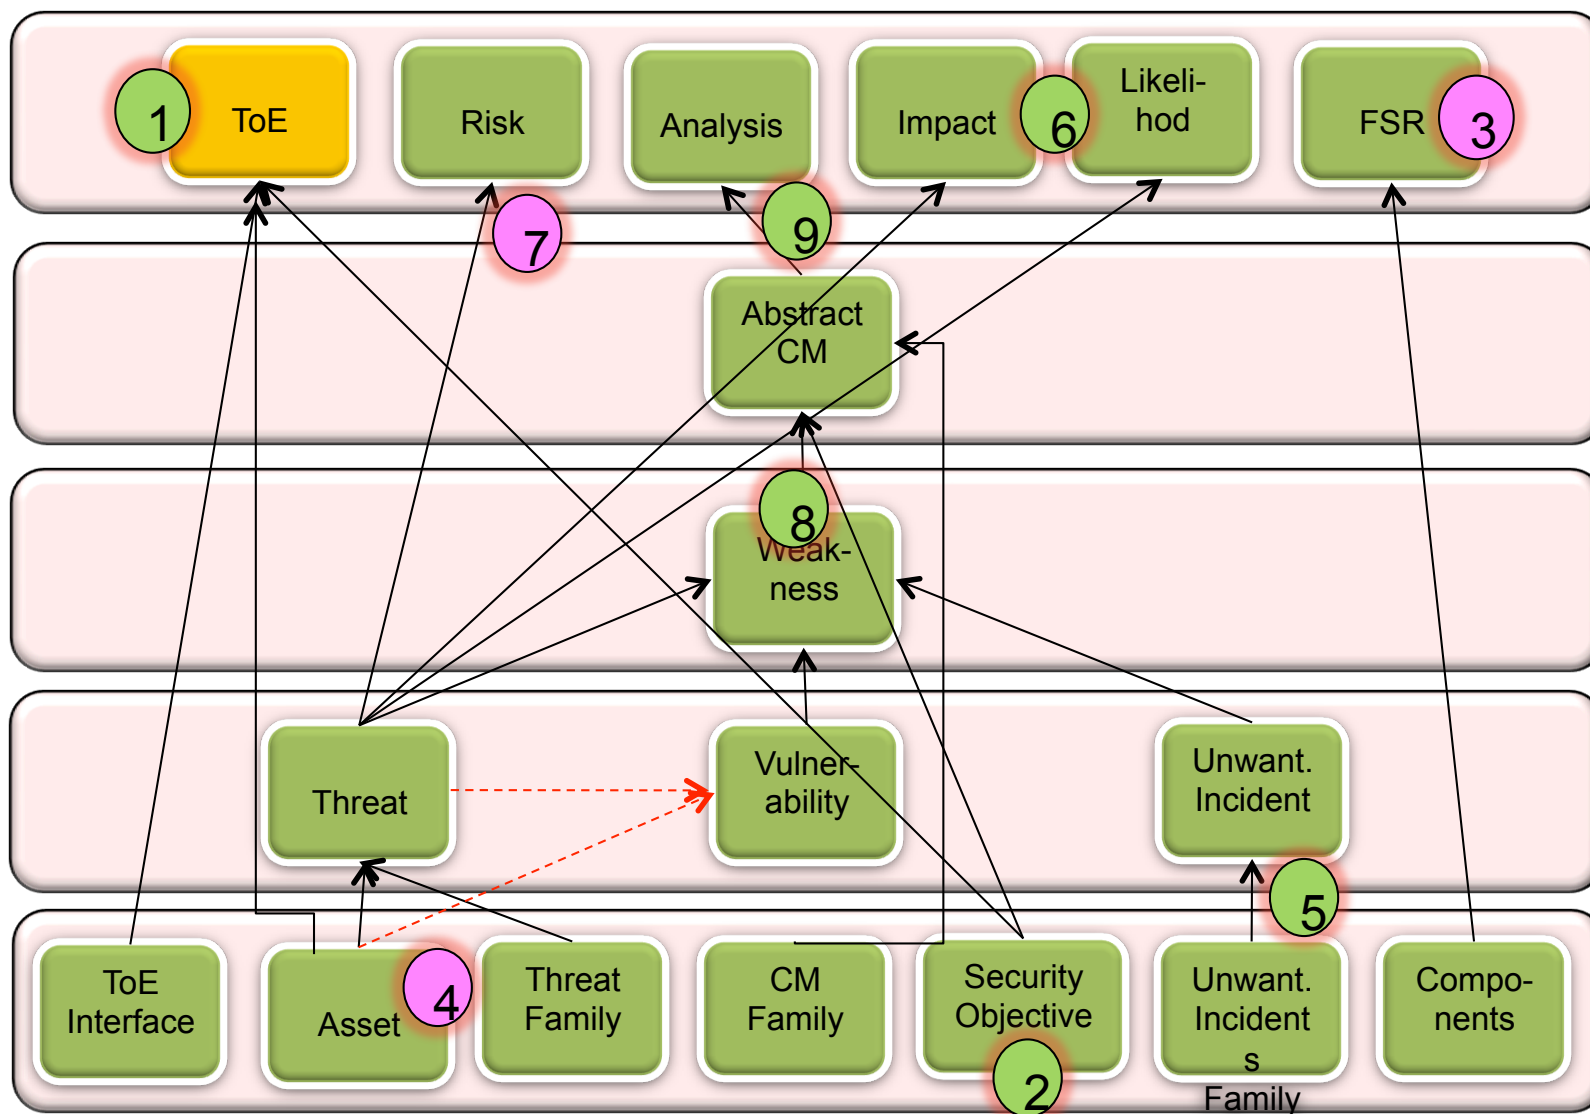 1
ToE
Risk
Analysis
Impact
6
Likeli-
hod
FSR
3
7
9
Abstract
CM
8
Weak-
ness
Threat
Vulner-
ability
Unwant.
Incident
5
ToE
Interface
Asset
4
Threat
Family
CM
Family
Security
Objective
2
Unwant.
Incident
s
Family
Compo-
nents